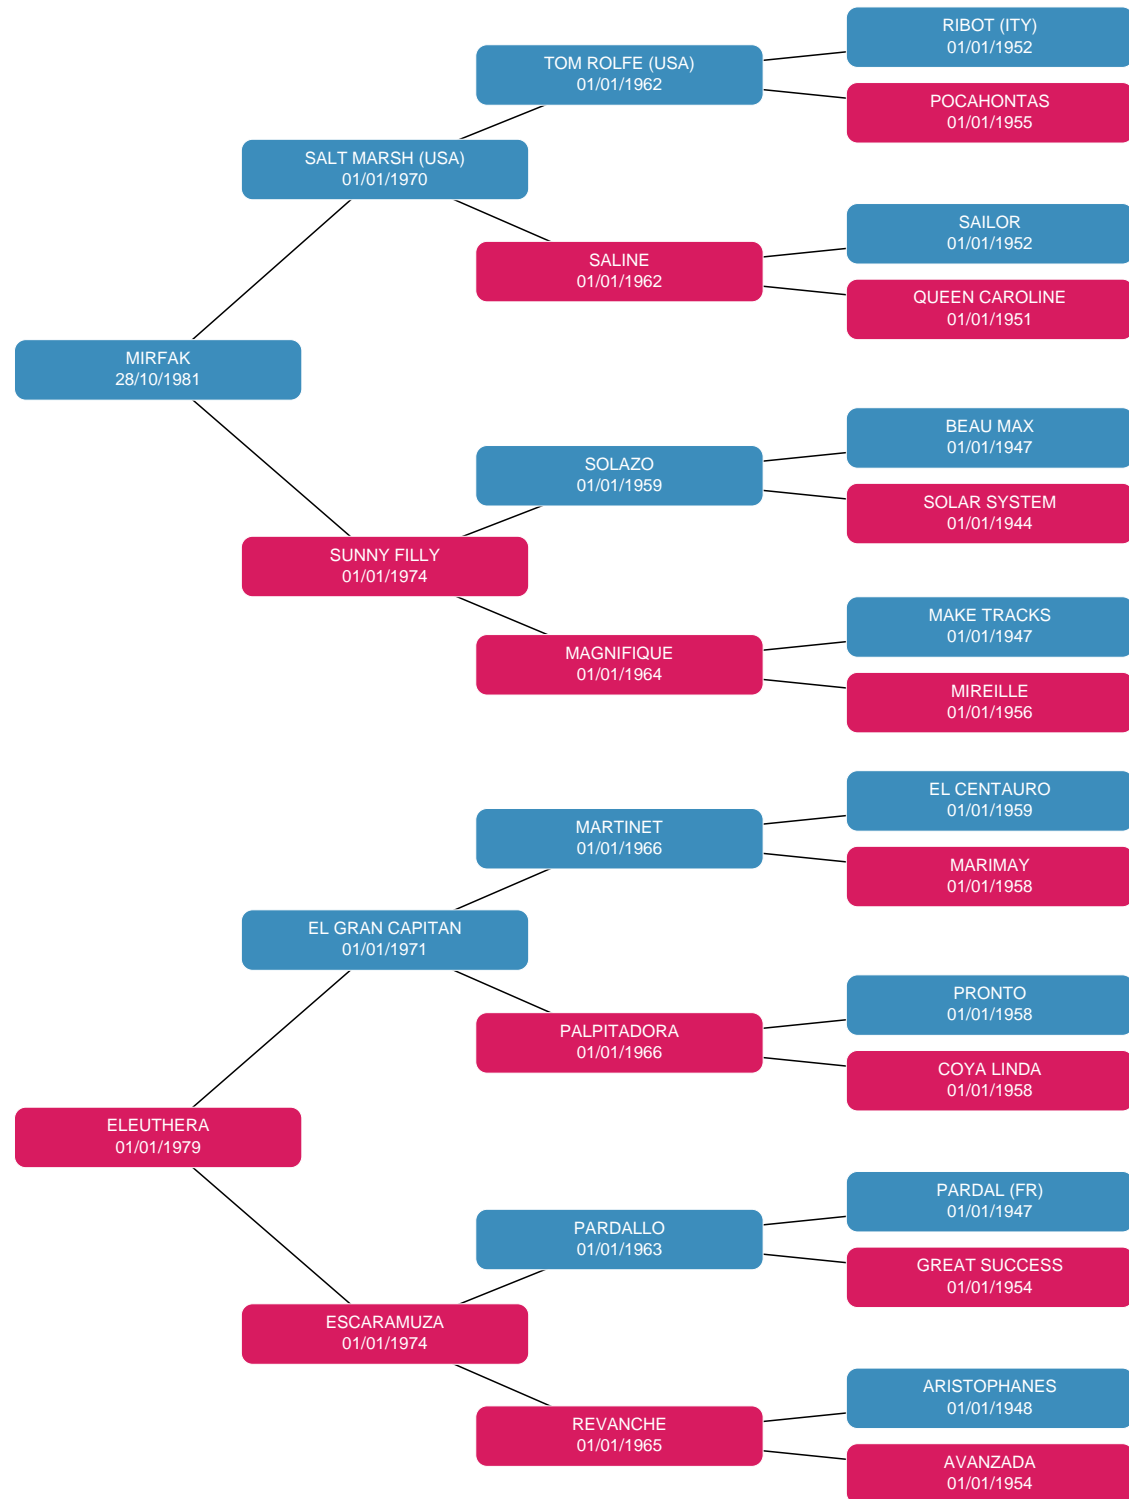 RIBOT (ITY)
01/01/1952
TOM ROLFE (USA)
01/01/1962
POCAHONTAS
01/01/1955
SALT MARSH (USA)
01/01/1970
SAILOR
01/01/1952
SALINE
01/01/1962
QUEEN CAROLINE
01/01/1951
MIRFAK
28/10/1981
BEAU MAX
01/01/1947
SOLAZO
01/01/1959
SOLAR SYSTEM
01/01/1944
SUNNY FILLY
01/01/1974
MAKE TRACKS
01/01/1947
MAGNIFIQUE
01/01/1964
MIREILLE
01/01/1956
EL CENTAURO
01/01/1959
MARTINET
01/01/1966
MARIMAY
01/01/1958
EL GRAN CAPITAN
01/01/1971
PRONTO
01/01/1958
PALPITADORA
01/01/1966
COYA LINDA
01/01/1958
ELEUTHERA
01/01/1979
PARDAL (FR)
01/01/1947
PARDALLO
01/01/1963
GREAT SUCCESS
01/01/1954
ESCARAMUZA
01/01/1974
ARISTOPHANES
01/01/1948
REVANCHE
01/01/1965
AVANZADA
01/01/1954